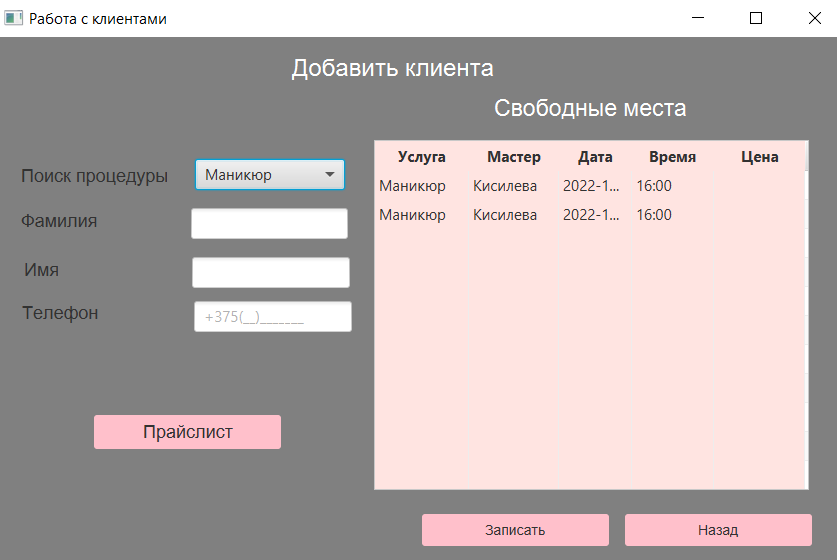 Работа с клиентами
Добавить клиента
Свободные места
Поиск процедуры Маникюр
Фамилия
Имя
Телефон +375(__)_______
Прайслист
Услуга Мастер Дата Время Цена
Маникюр Кисилева 2022-1... 16:00
Маникюр Кисилева 2022-1... 16:00
Записать Назад